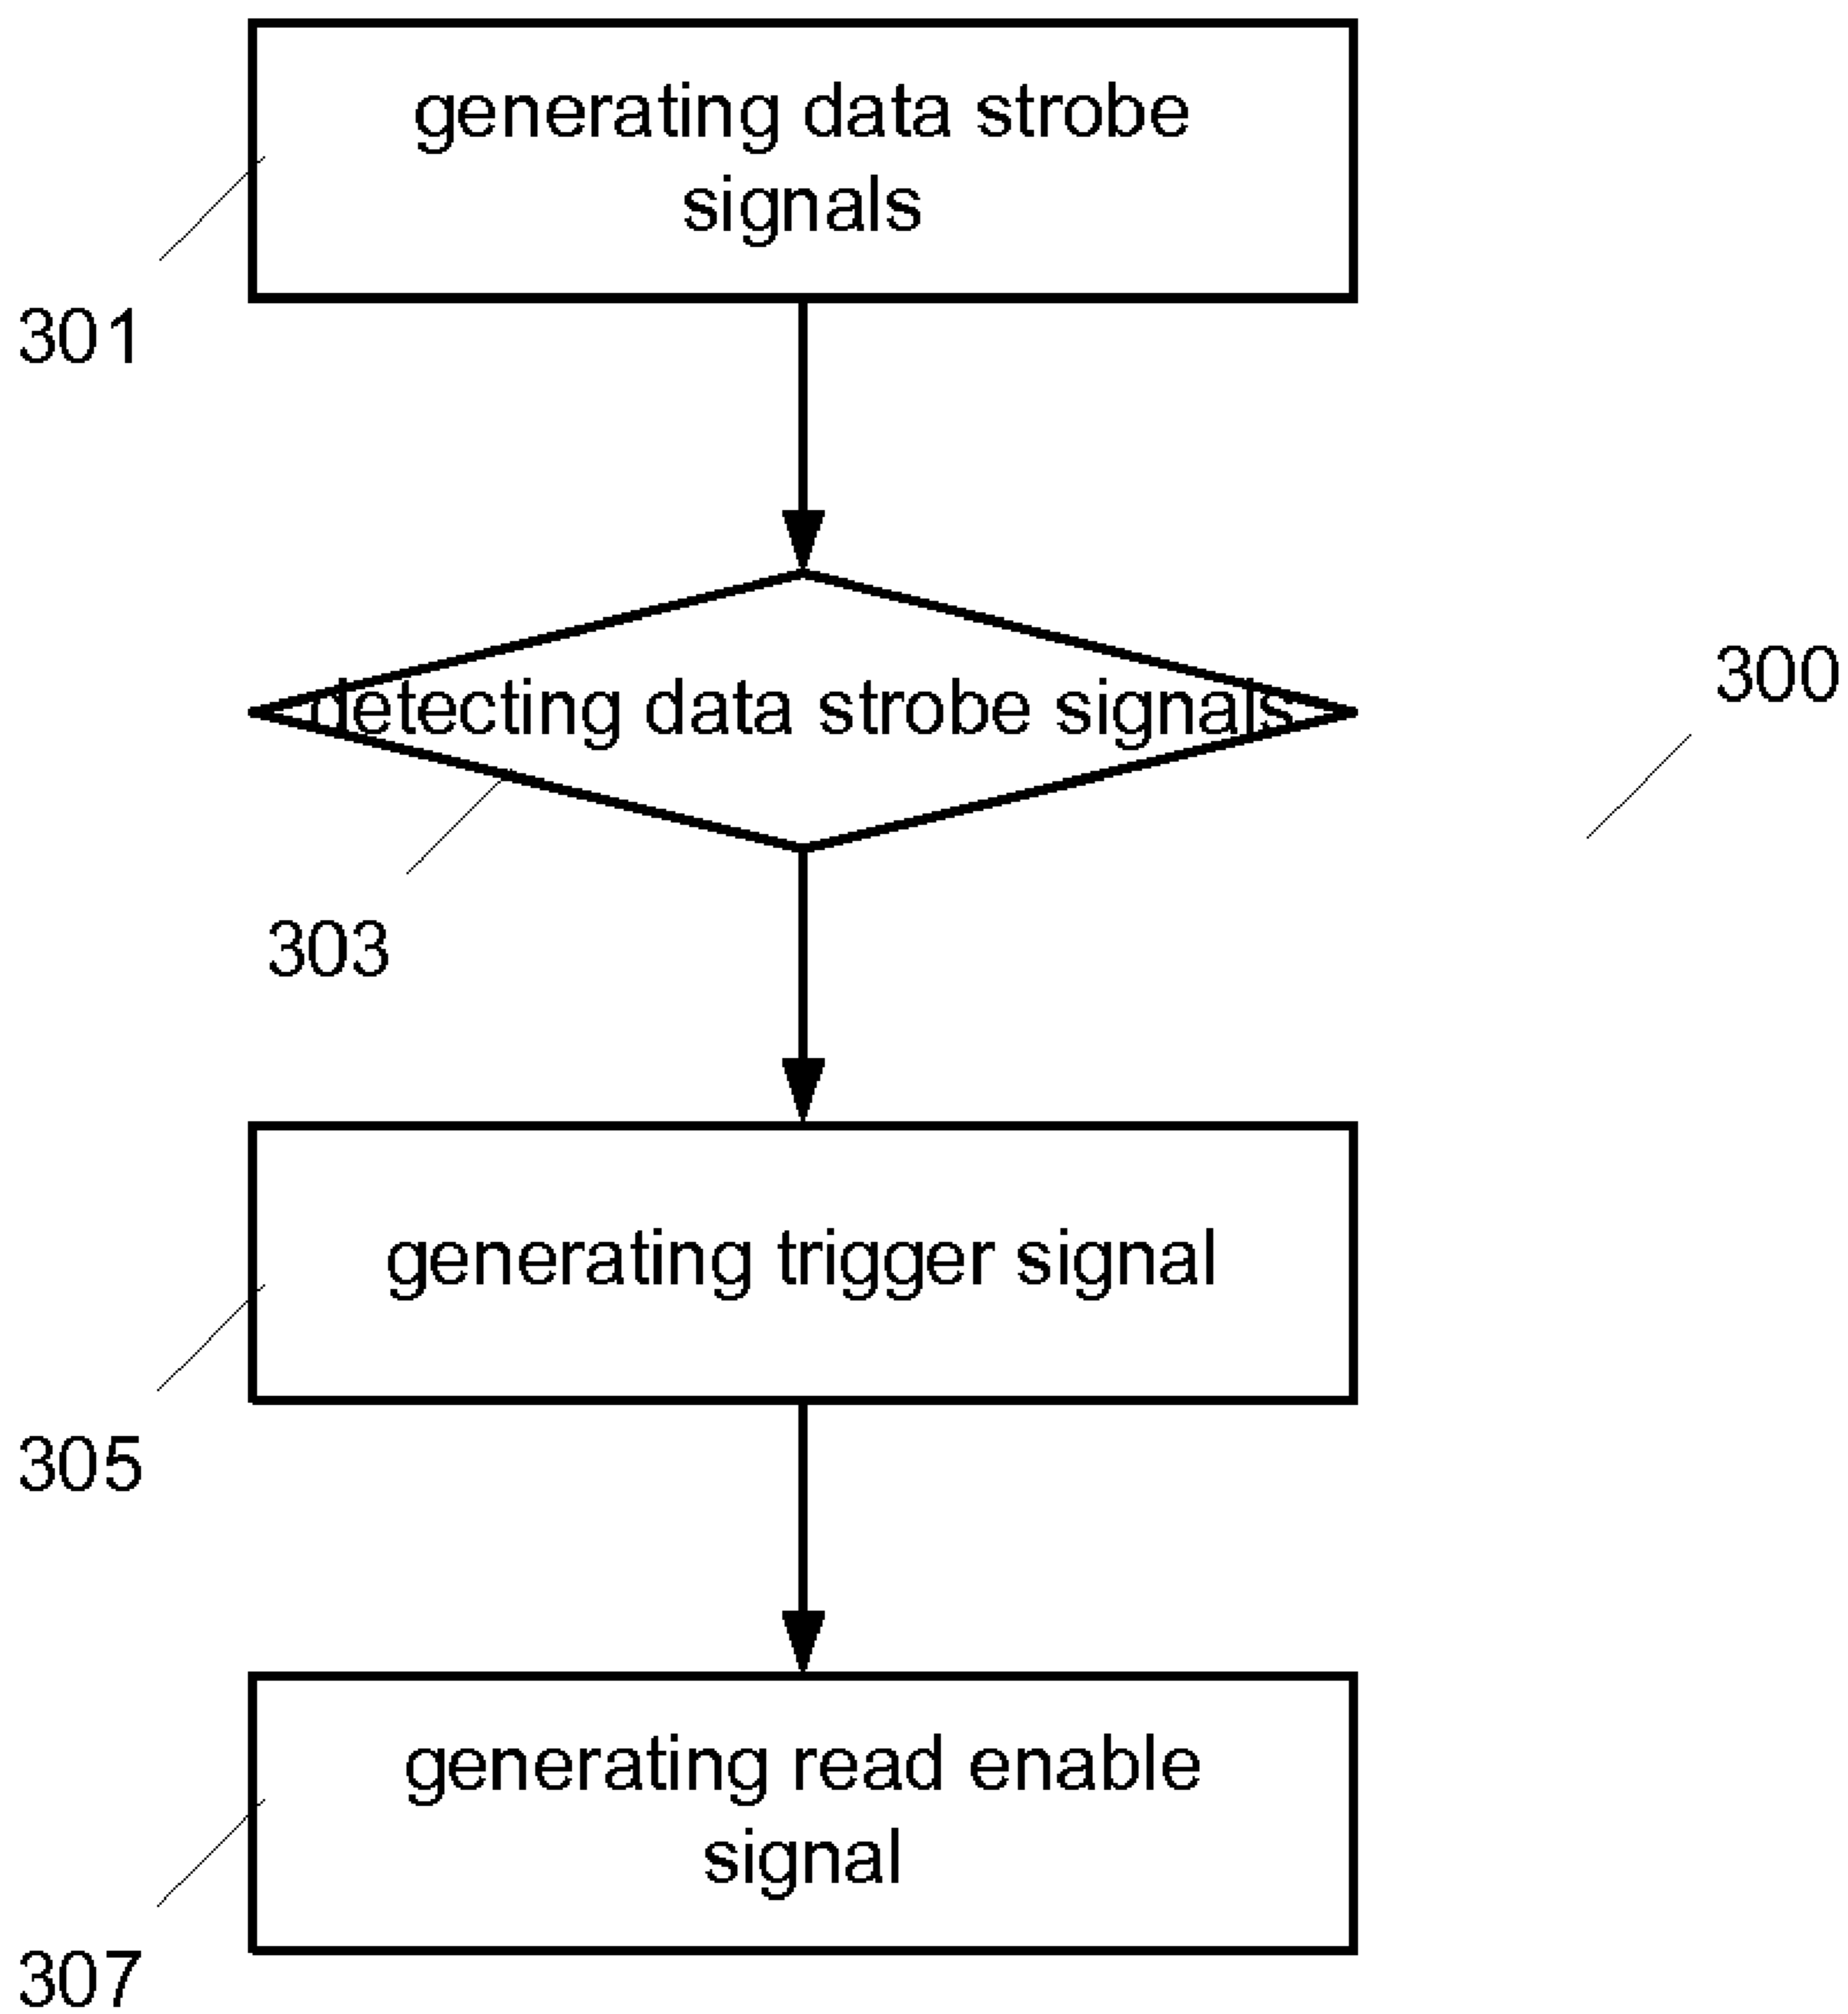 generating data strobe
signals
301
detecting data strobe signals
300
303
generating trigger signal
305
generating read enable
signal
307